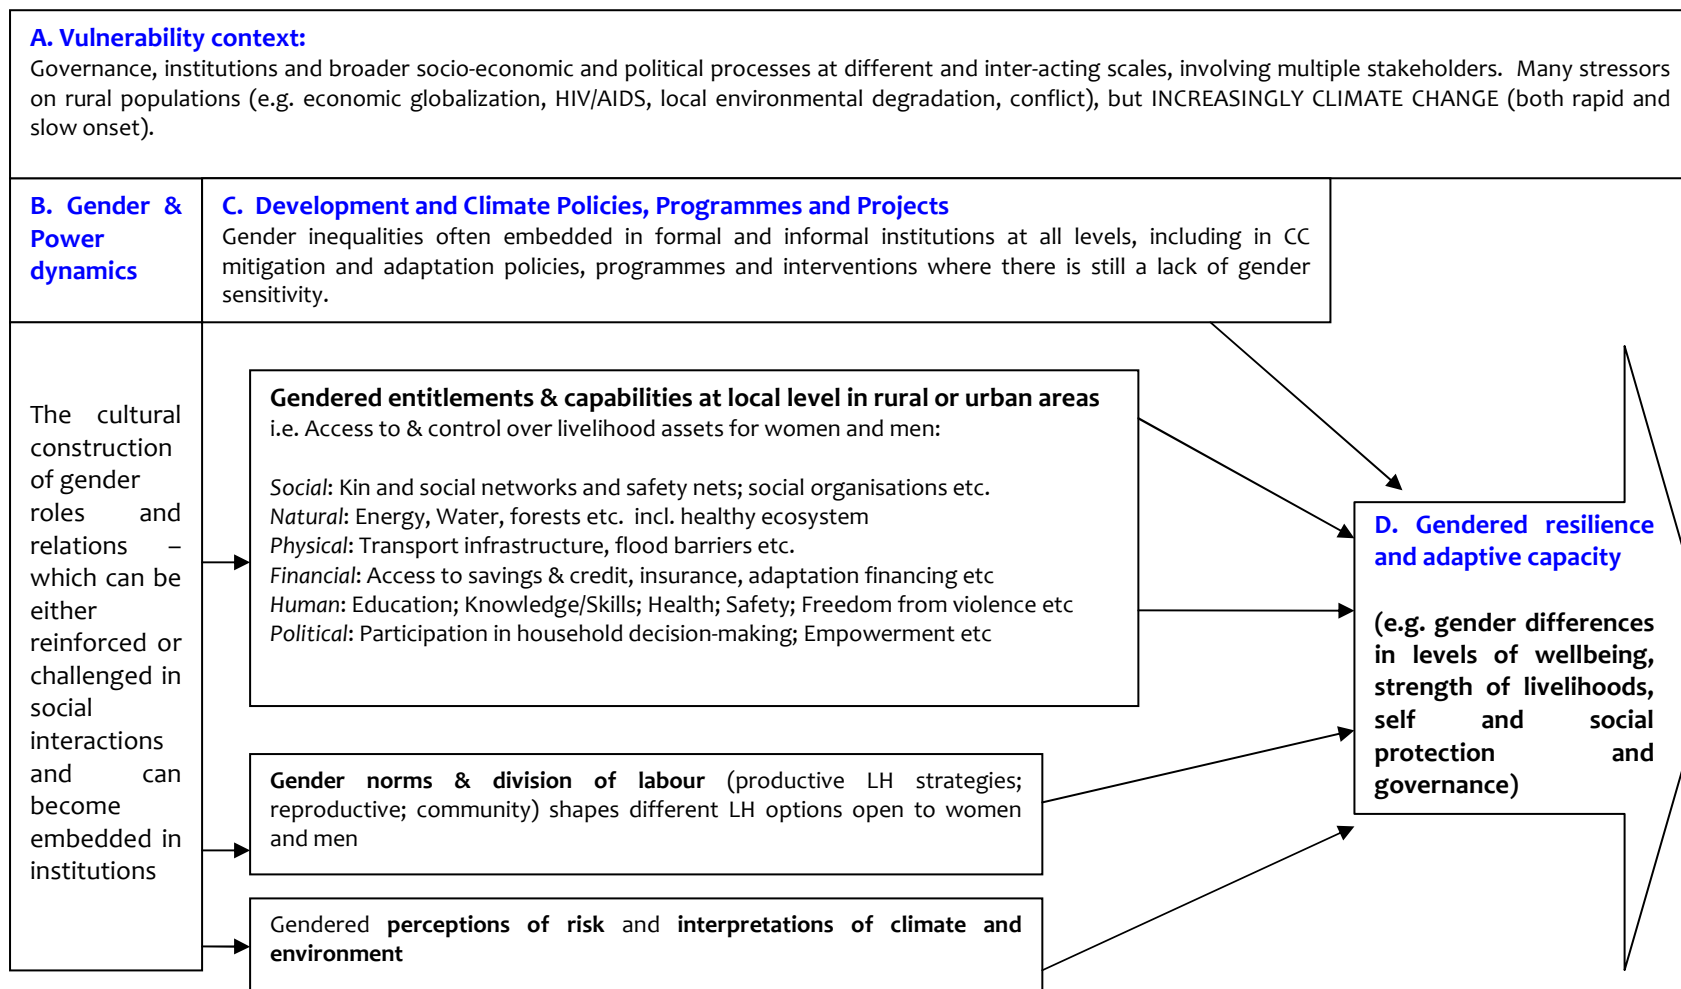 A. Vulnerability context:
Governance, institutions and broader socio-economic and political processes at different and inter-acting scales, involving multiple stakeholders. Many stressors
on rural populations (e.g. economic globalization, HIV/AIDS, local environmental degradation, conflict), but INCREASINGLY CLIMATE CHANGE (both rapid and
slow onset).
B. Gender &
Power
dynamics
C. Development and Climate Policies, Programmes and Projects
Gender inequalities often embedded in formal and informal institutions at all levels, including in CC
mitigation and adaptation policies, programmes and interventions where there is still a lack of gender
sensitivity.
The cultural
construction
of gender
roles and
relations –
which can be
either
reinforced or
challenged in
social
interactions
and can
become
embedded in
institutions
Gendered entitlements & capabilities at local level in rural or urban areas
i.e. Access to & control over livelihood assets for women and men:
Social: Kin and social networks and safety nets; social organisations etc.
Natural: Energy, Water, forests etc. incl. healthy ecosystem
Physical: Transport infrastructure, flood barriers etc.
Financial: Access to savings & credit, insurance, adaptation financing etc
Human: Education; Knowledge/Skills; Health; Safety; Freedom from violence etc
Political: Participation in household decision-making; Empowerment etc
Gender norms & division of labour (productive LH strategies;
reproductive; community) shapes different LH options open to women
and men
Gendered perceptions of risk and interpretations of climate and
environment
D. Gendered resilience
and adaptive capacity
(e.g. gender differences
in levels of wellbeing,
strength of livelihoods,
self and social
protection and
governance)